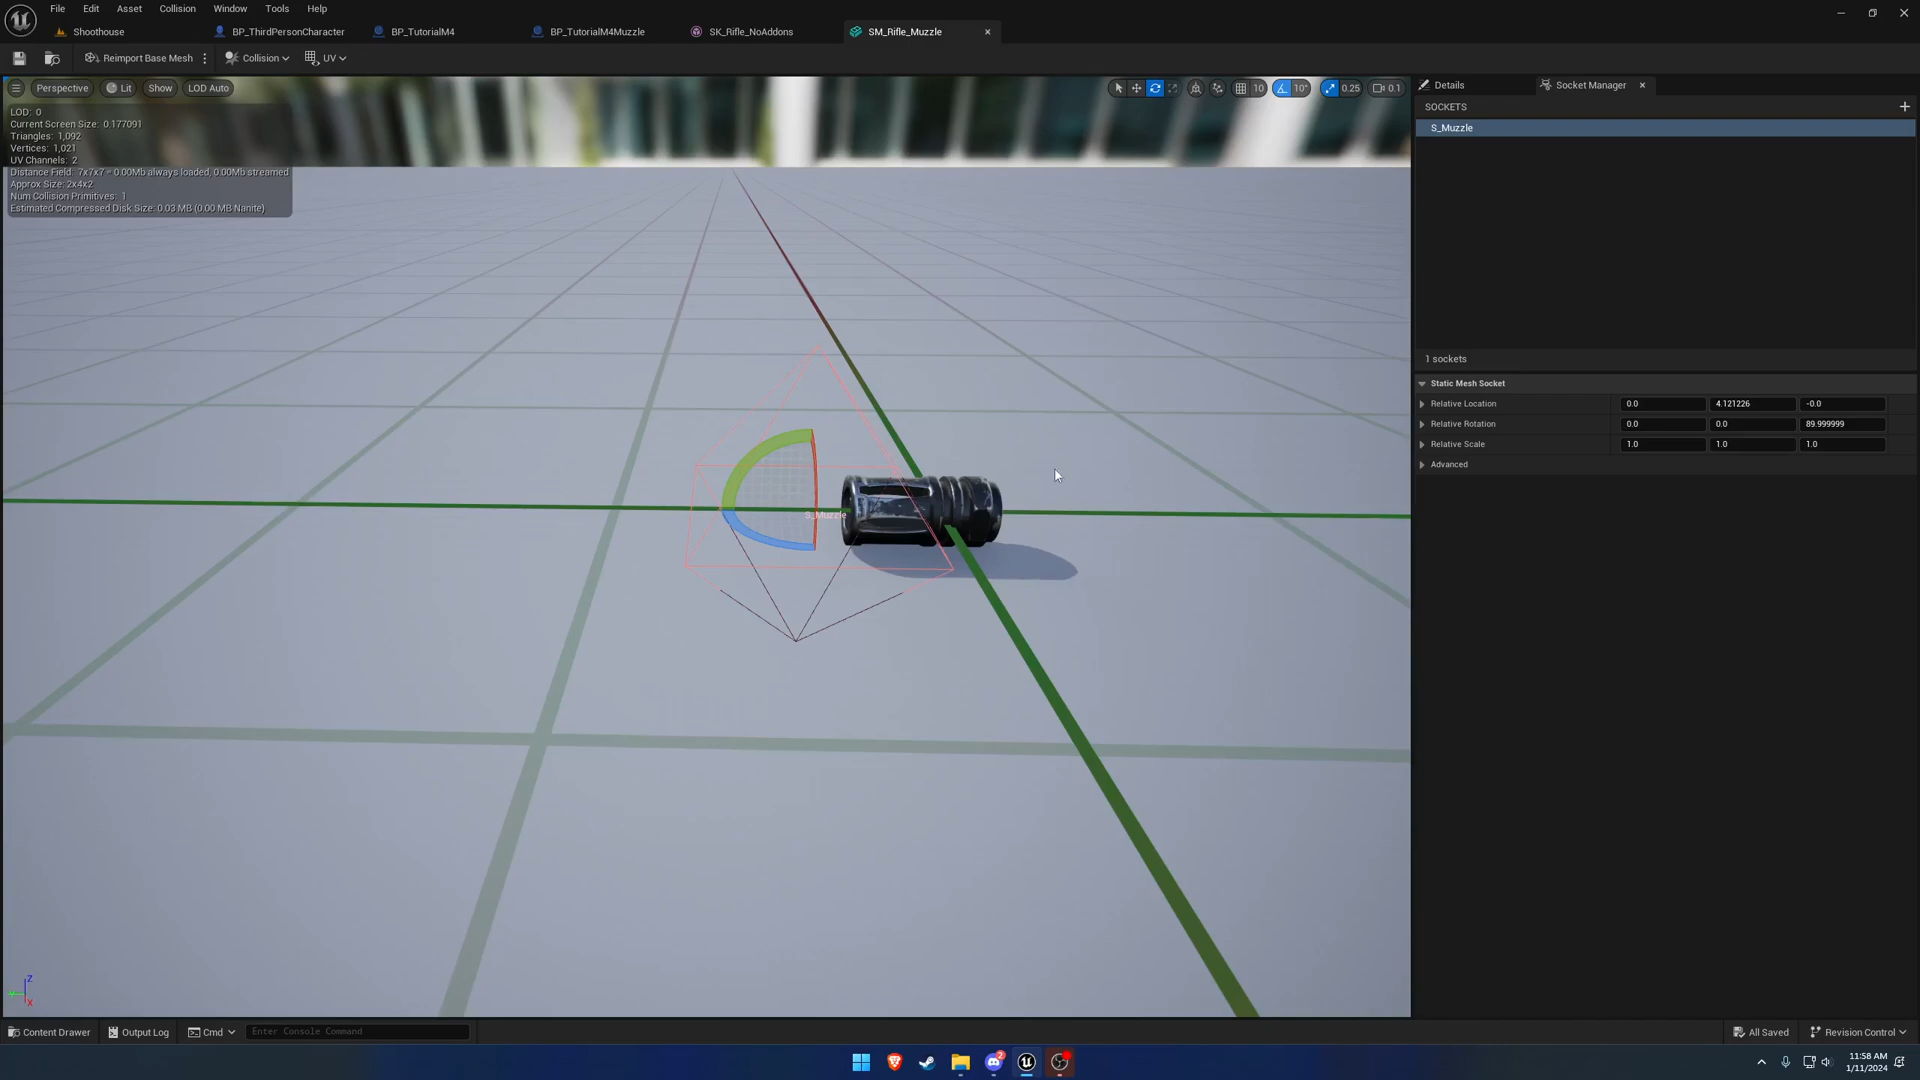 File Edit Asset Collision Window Tools Help
Shoothouse BP_ThirdPersonCharacter BP_TutorialM4 BP_TutorialM4Muzzle SK_Rifle_NoAddons SM_Rifle_Muzzle
Reimport Base Mesh Collision UV
Perspective Lit Show LOD Auto 10 10° 0.25 0.1
LOD: 0
Current Screen Size: 0.177091
Triangles: 1,092
Vertices: 1,021
UV Channels: 2
Distance Field: 7x7x7 = 0.00Mb always loaded, 0.00Mb streamed
Approx Size: 2x4x2
Num Collision Primitives: 1
Estimated Compressed Disk Size: 0.03 MB (0.00 MB Nanite)
S_Muzzle
Z
X
Details Socket Manager
SOCKETS
S_Muzzle
1 sockets
Static Mesh Socket
Relative Location 0.0 4.121226 -0.0
Relative Rotation 0.0 0.0 89.999999
Relative Scale 1.0 1.0 1.0
Advanced
Content Drawer Output Log Cmd Enter Console Command All Saved Revision Control
2
11:58 AM
1/11/2024